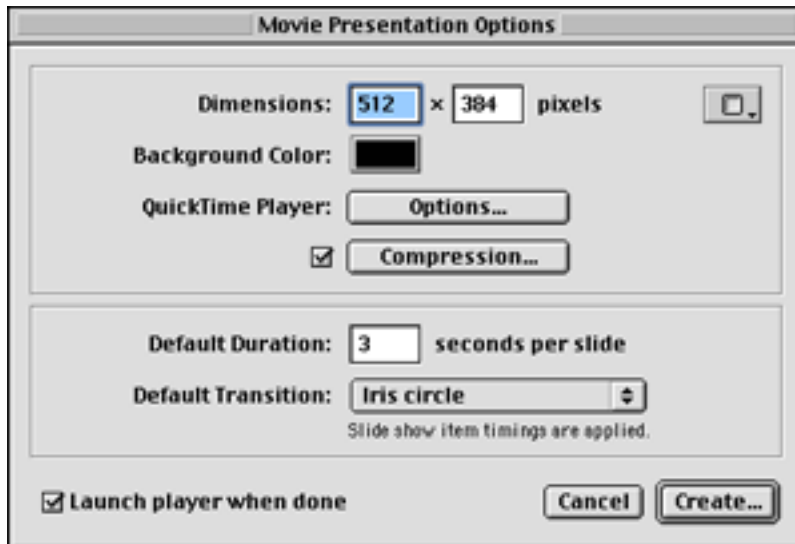 Movie Presentation Options
Dimensions: 512 × 384 pixels
Background Color:
QuickTime Player: Options...
Compression...
Default Duration: 3 seconds per slide
Default Transition: Iris circle
Slide show item timings are applied.
Launch player when done Cancel Create...